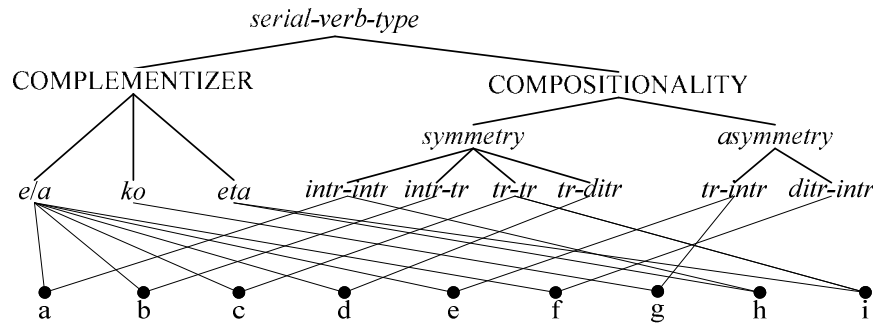 serial-verb-type
COMPLEMENTIZER COMPOSITIONALITY
symmetry asymmetry
e/a ko eta intr-intr intr-tr tr-tr tr-ditr tr-intr ditr-intr
a b c d e f g h i